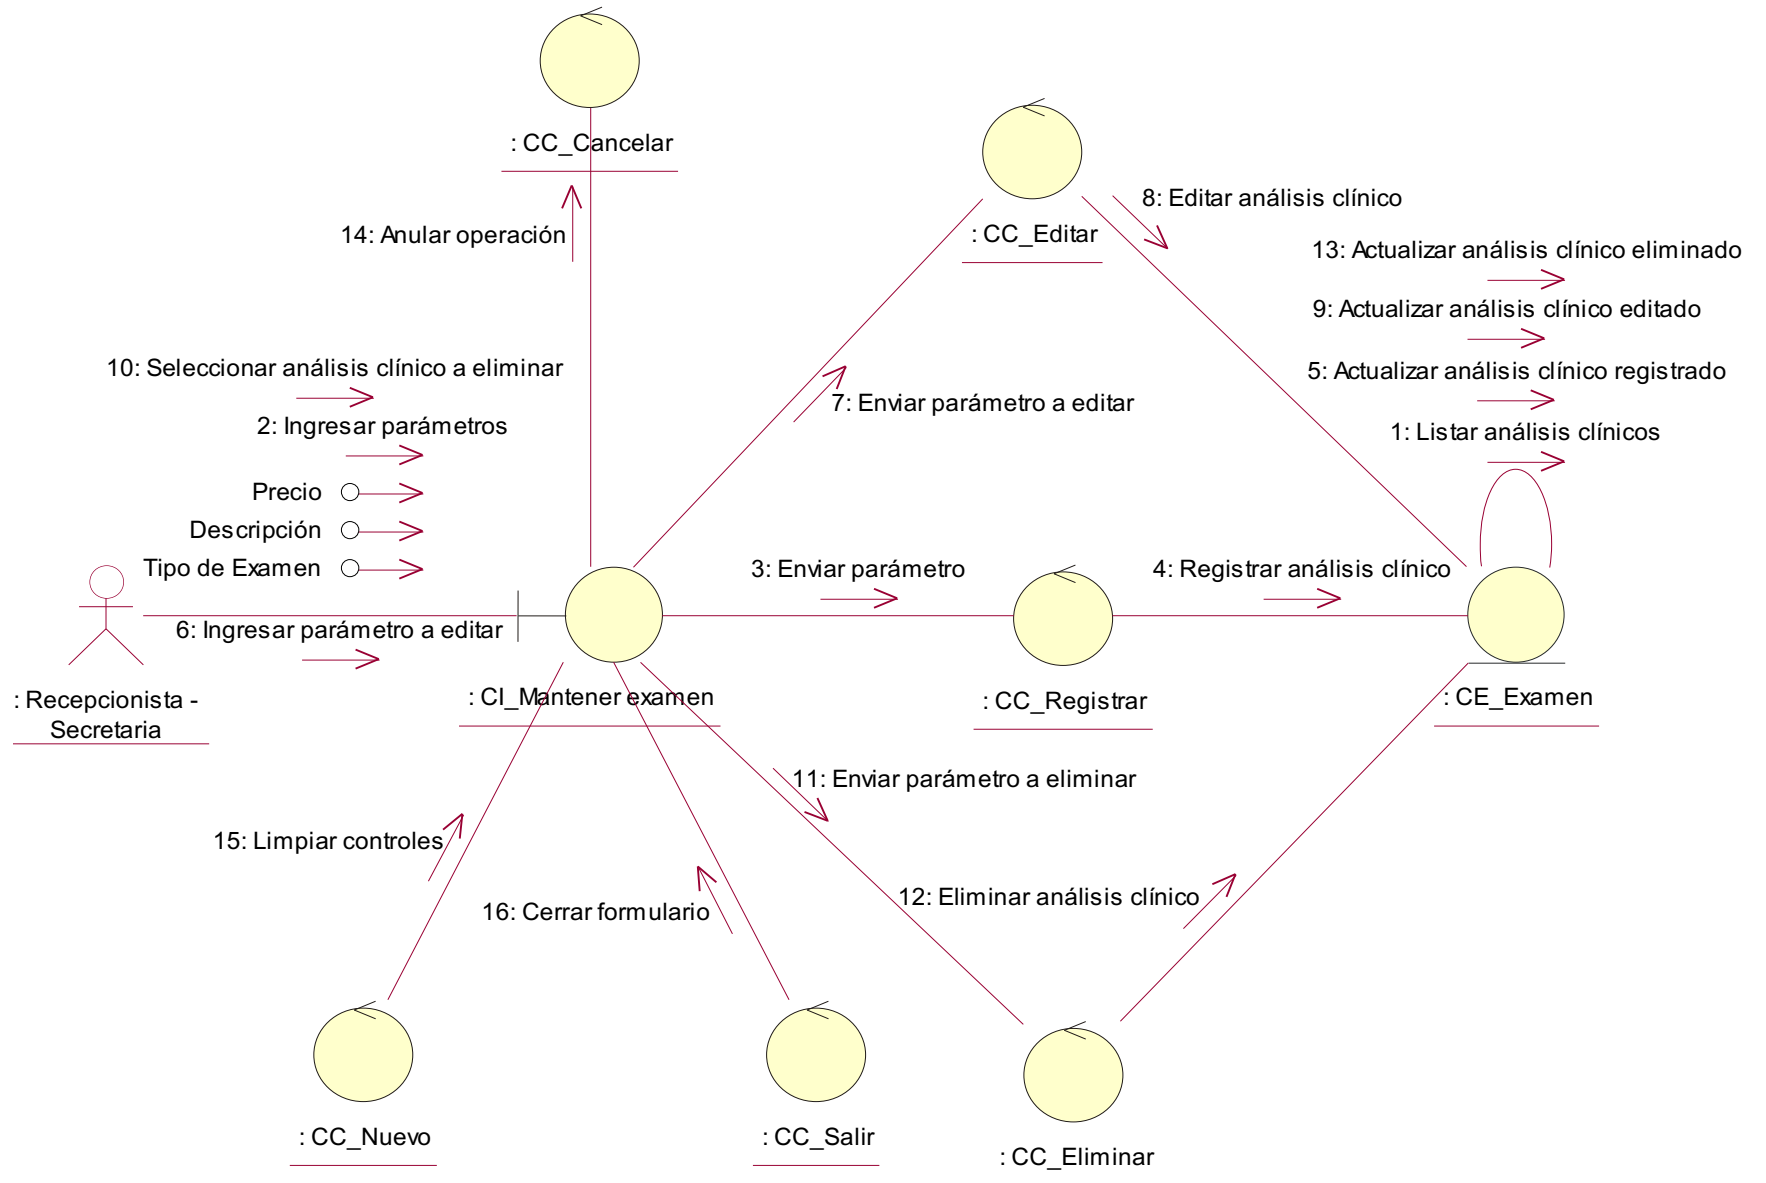 : CC_Cancelar
14: Anular operación
: CC_Editar
8: Editar análisis clínico
13: Actualizar análisis clínico eliminado
9: Actualizar análisis clínico editado
5: Actualizar análisis clínico registrado
1: Listar análisis clínicos
10: Seleccionar análisis clínico a eliminar
2: Ingresar parámetros
Precio
Descripción
Tipo de Examen
7: Enviar parámetro a editar
3: Enviar parámetro
4: Registrar análisis clínico
6: Ingresar parámetro a editar
: Recepcionista -
Secretaria
: CI_Mantener examen
: CC_Registrar
: CE_Examen
11: Enviar parámetro a eliminar
15: Limpiar controles
16: Cerrar formulario
12: Eliminar análisis clínico
: CC_Nuevo
: CC_Salir
: CC_Eliminar